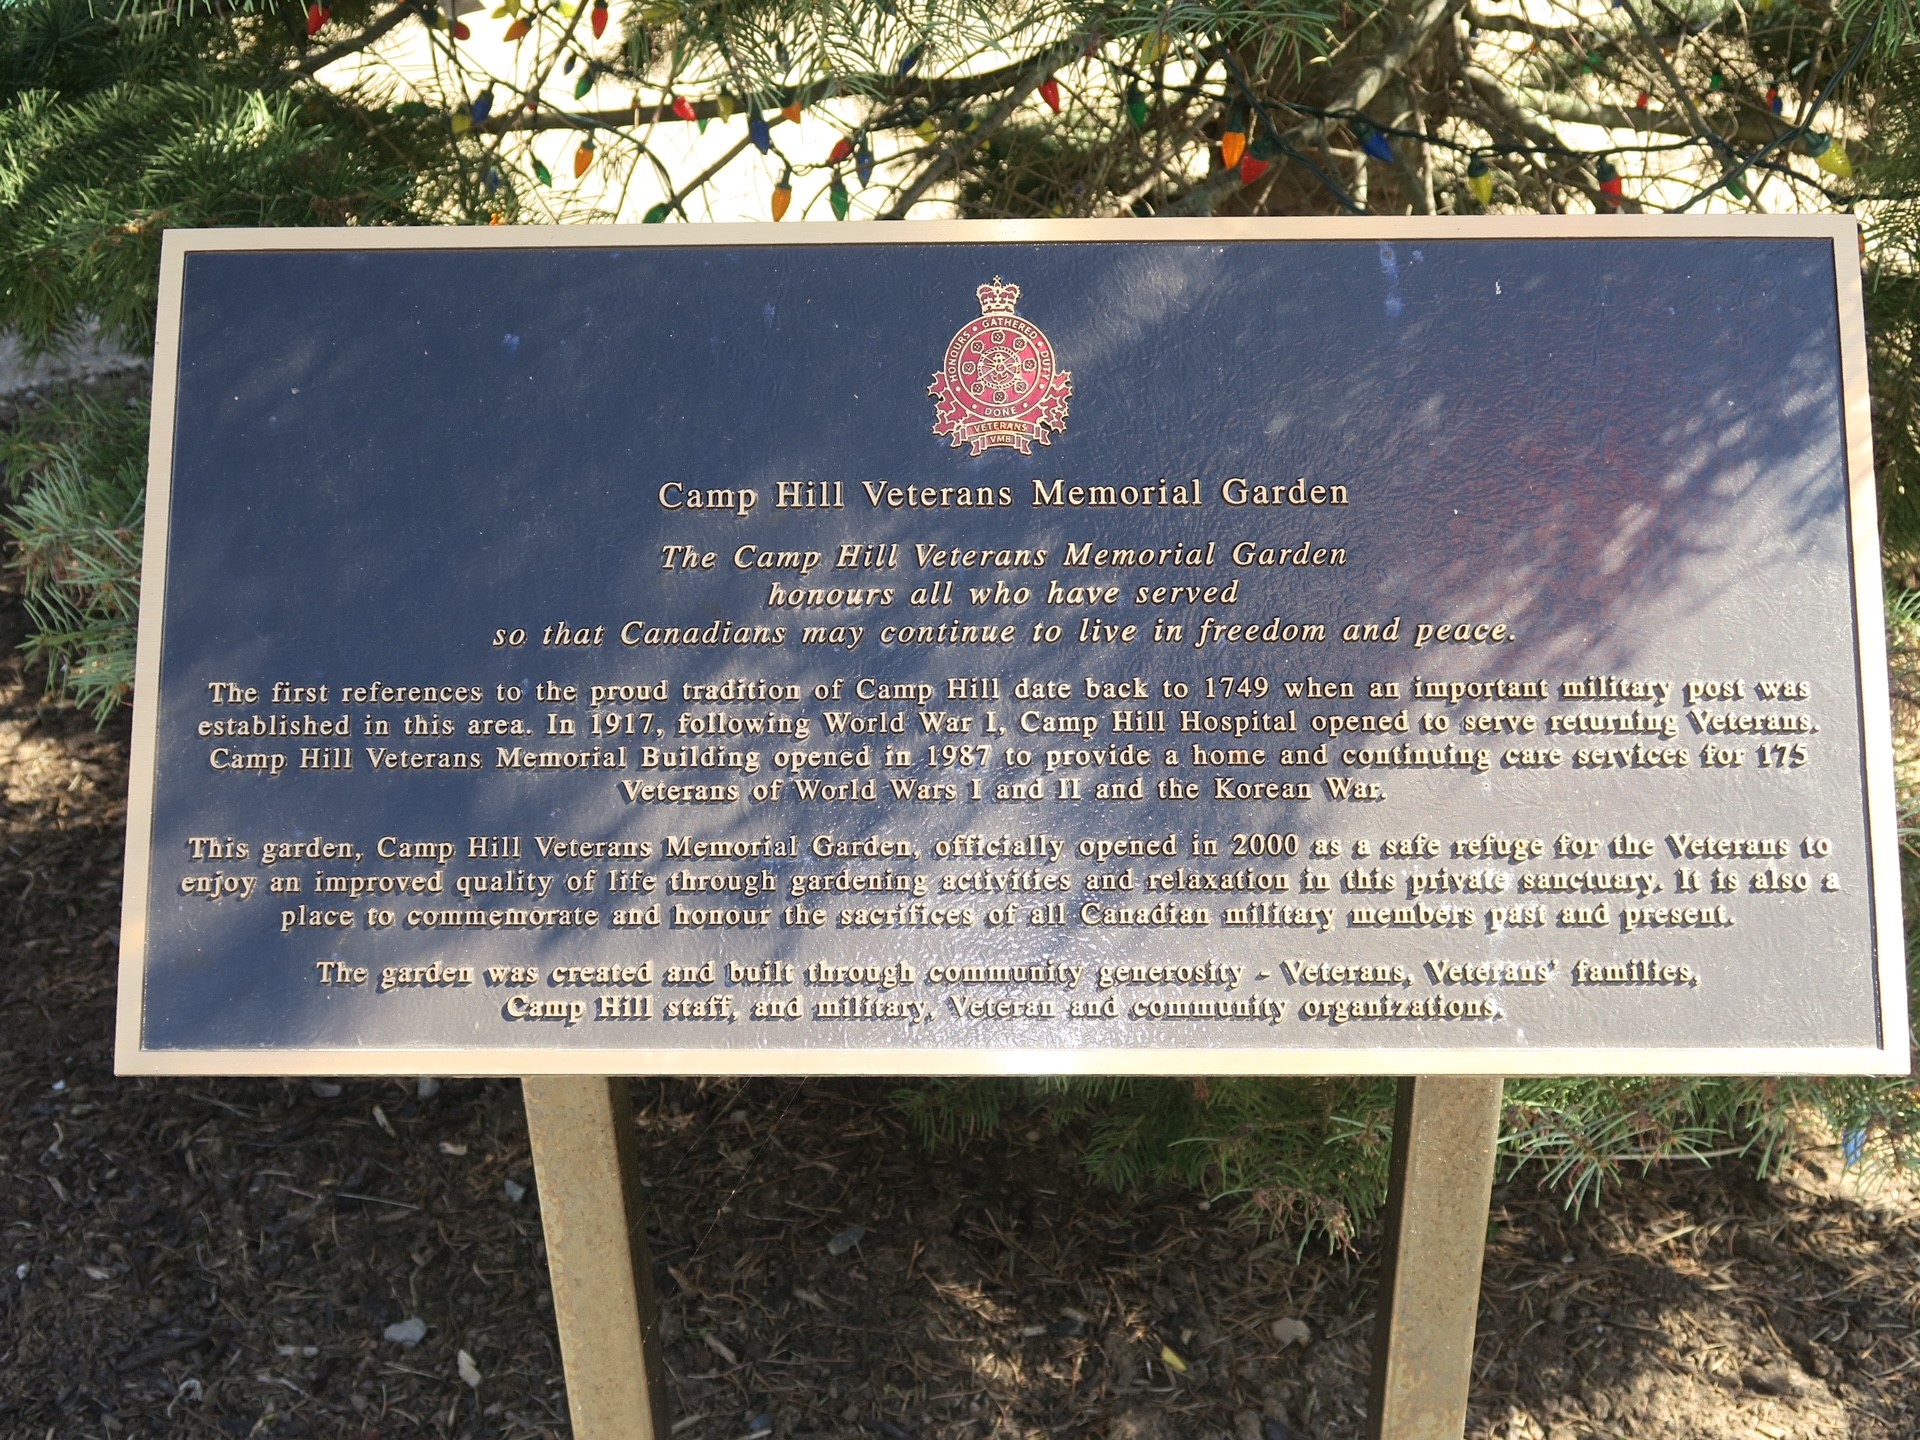 HONOURS • GATHERED • DUTY • DONE •
VETERANS
VMB
Camp Hill Veterans Memorial Garden
The Camp Hill Veterans Memorial Garden
honours all who have served
so that Canadians may continue to live in freedom and peace.
The first references to the proud tradition of Camp Hill date back to 1749 when an important military post was
established in this area. In 1917, following World War I, Camp Hill Hospital opened to serve returning Veterans.
Camp Hill Veterans Memorial Building opened in 1987 to provide a home and continuing care services for 175
Veterans of World Wars I and II and the Korean War.
This garden, Camp Hill Veterans Memorial Garden, officially opened in 2000 as a safe refuge for the Veterans to
enjoy an improved quality of life through gardening activities and relaxation in this private sanctuary. It is also a
place to commemorate and honour the sacrifices of all Canadian military members past and present.
The garden was created and built through community generosity - Veterans, Veterans' families,
Camp Hill staff, and military, Veteran and community organizations.